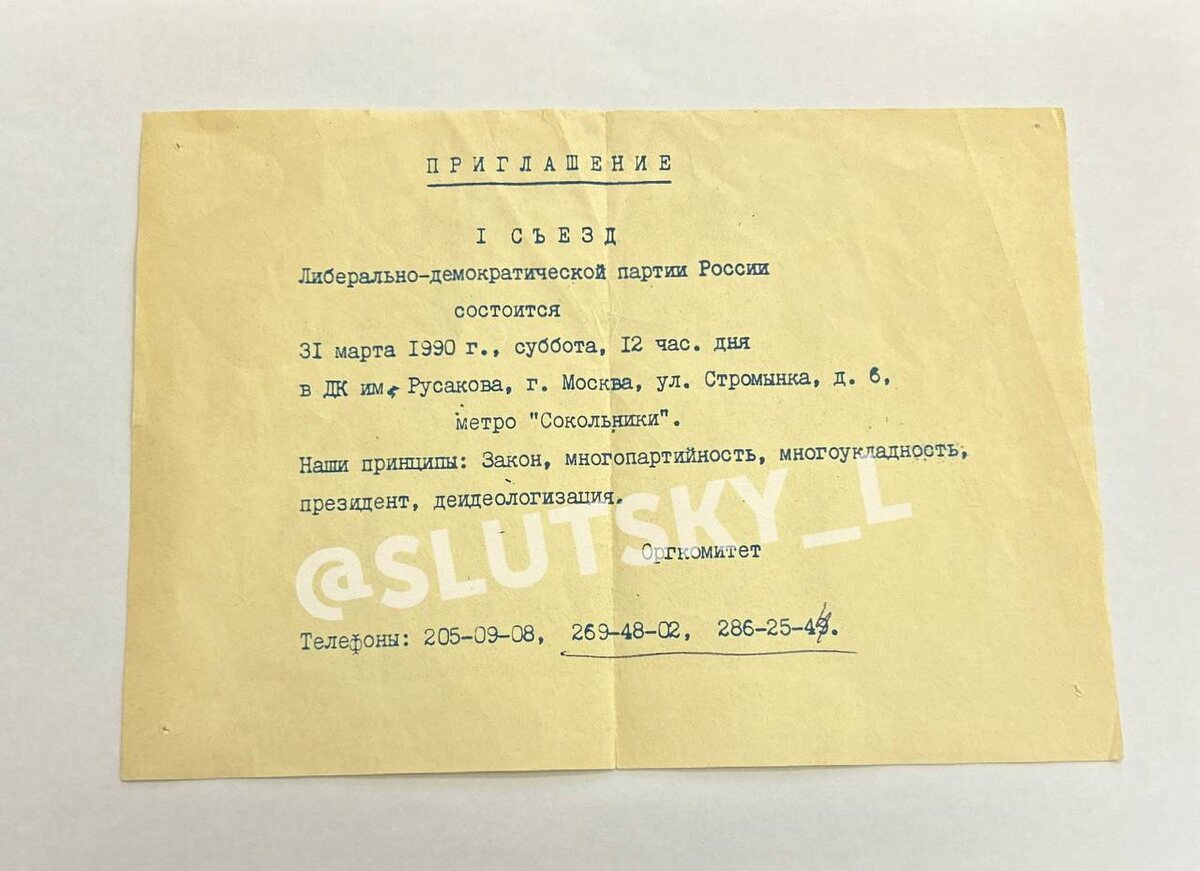 ПРИГЛАШЕНИЕ
I СЪЕЗД
Либерально-демократической партии России
состоится
31 марта 1990 г., суббота, 12 час. дня
в ДК им. Русакова, г. Москва, ул. Стромынка, д. 6,
метро "Сокольники".
Наши принципы: Закон, многопартийность, многоукладность,
президент, деидеологизация.
@SLUTSKY_L
Оргкомитет
Телефоны: 205-09-08, 269-48-02,